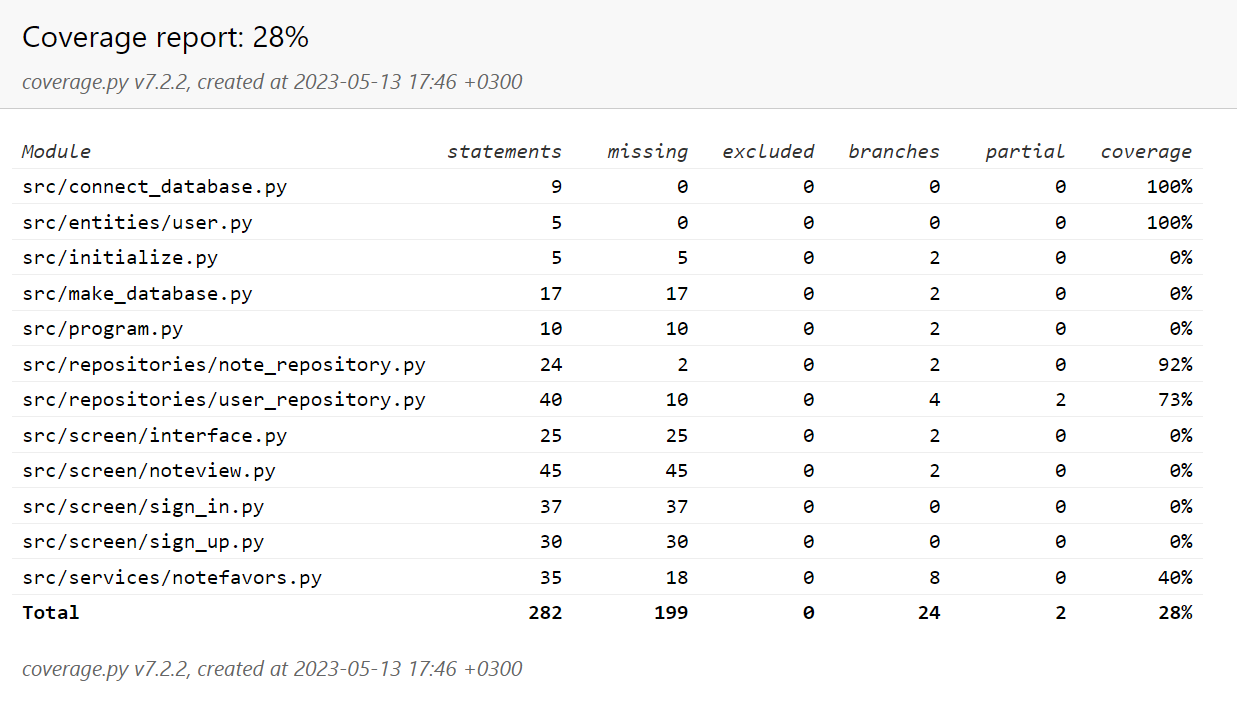 Coverage report: 28%
coverage.py v7.2.2, created at 2023-05-13 17:46 +0300
Module statements missing excluded branches partial coverage
src/connect_database.py 9 0 0 0 0 100%
src/entities/user.py 5 0 0 0 0 100%
src/initialize.py 5 5 0 2 0 0%
src/make_database.py 17 17 0 2 0 0%
src/program.py 10 10 0 2 0 0%
src/repositories/note_repository.py 24 2 0 2 0 92%
src/repositories/user_repository.py 40 10 0 4 2 73%
src/screen/interface.py 25 25 0 2 0 0%
src/screen/noteview.py 45 45 0 2 0 0%
src/screen/sign_in.py 37 37 0 0 0 0%
src/screen/sign_up.py 30 30 0 0 0 0%
src/services/notefavors.py 35 18 0 8 0 40%
Total 282 199 0 24 2 28%
coverage.py v7.2.2, created at 2023-05-13 17:46 +0300